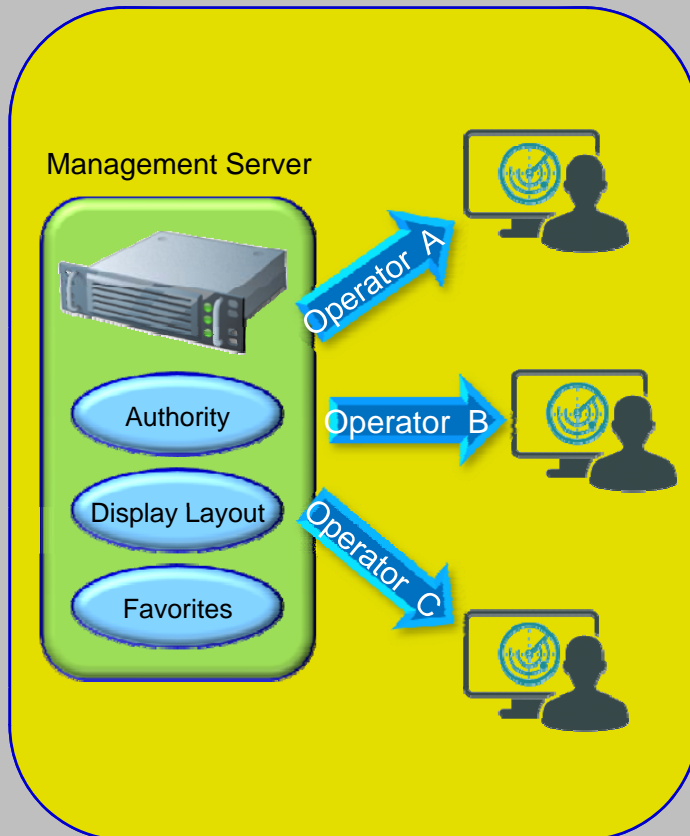 Management Server
Operator A
Authority
Operator B
Display Layout
Operator C
Favorites